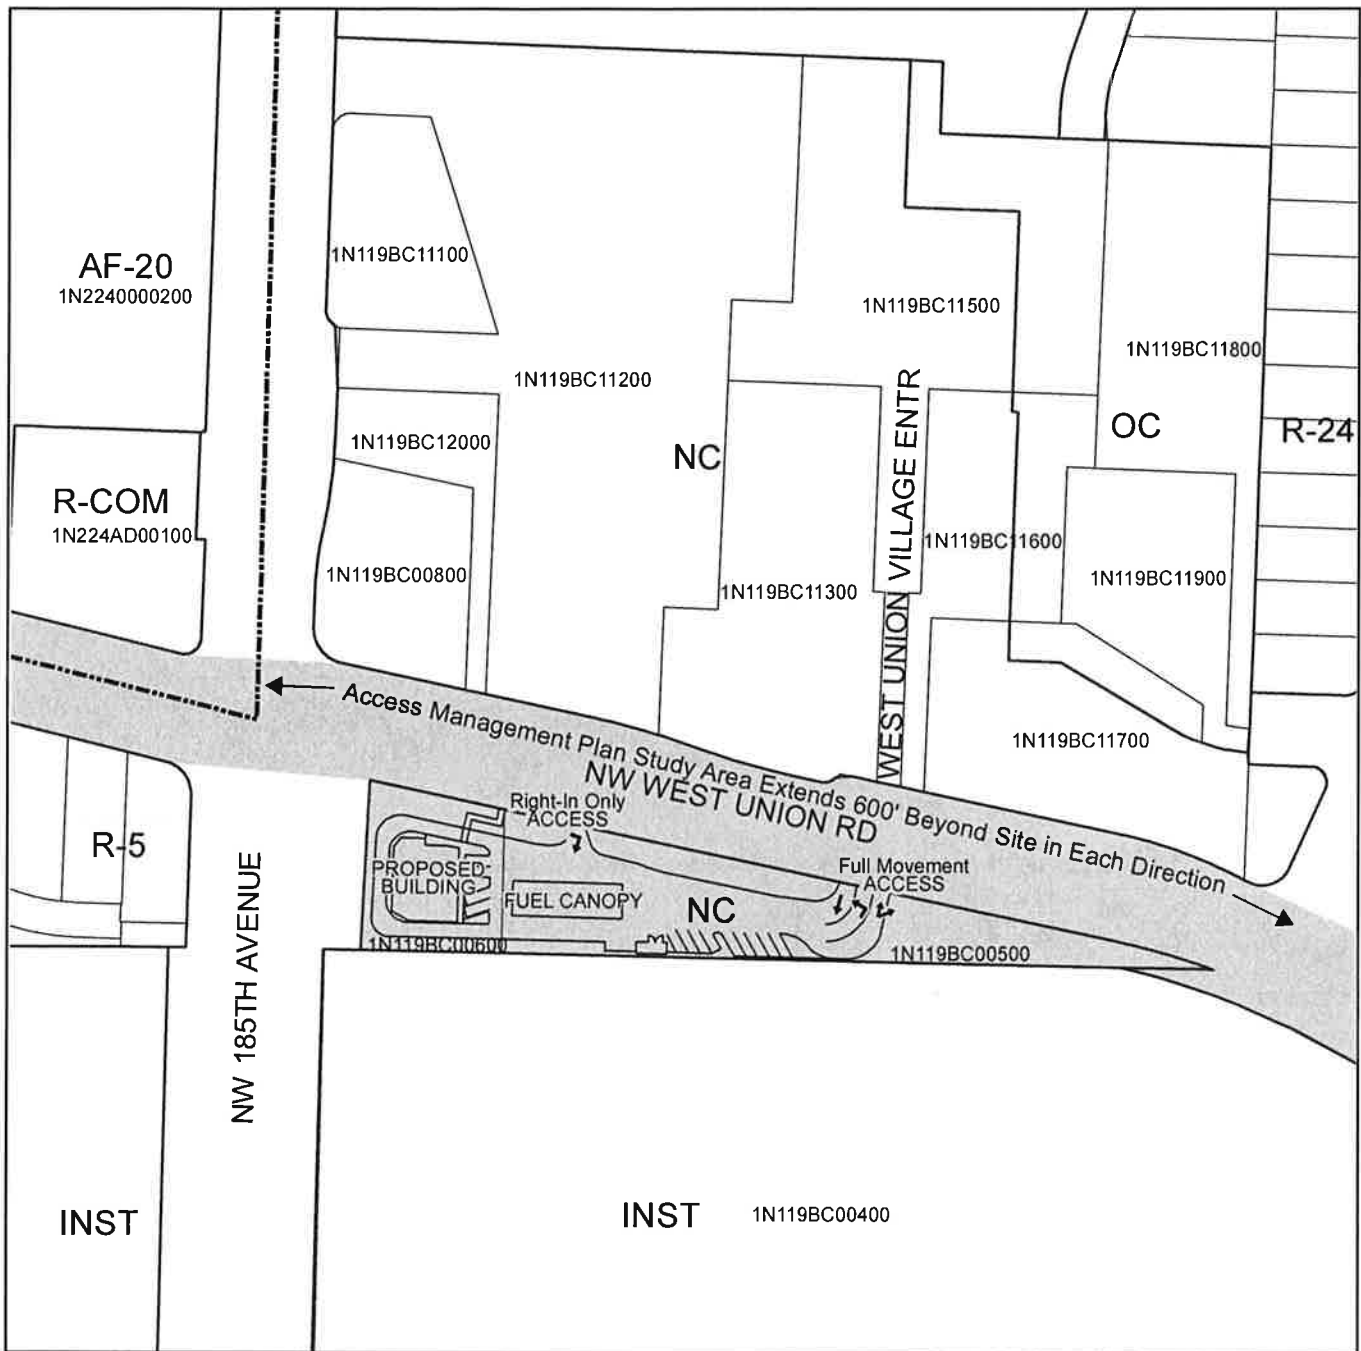 AF-20
1N2240000200
1N119BC11100
1N119BC11500
1N119BC11800
1N119BC11200
OC
R-24
1N119BC12000
NC
R-COM
1N224AD00100
1N119BC00800
1N119BC11300
WEST UNION VILLAGE ENTR
1N119BC11600
1N119BC11900
1N119BC11700
Access Management Plan Study Area Extends 600' Beyond Site in Each Direction
NW WEST UNION RD
Right-In Only
ACCESS
R-5
NW 185TH AVENUE
PROPOSED
BUILDING
FUEL CANOPY
Full Movement
ACCESS
NC
1N119BC00600
1N119BC00500
INST
INST
1N119BC00400